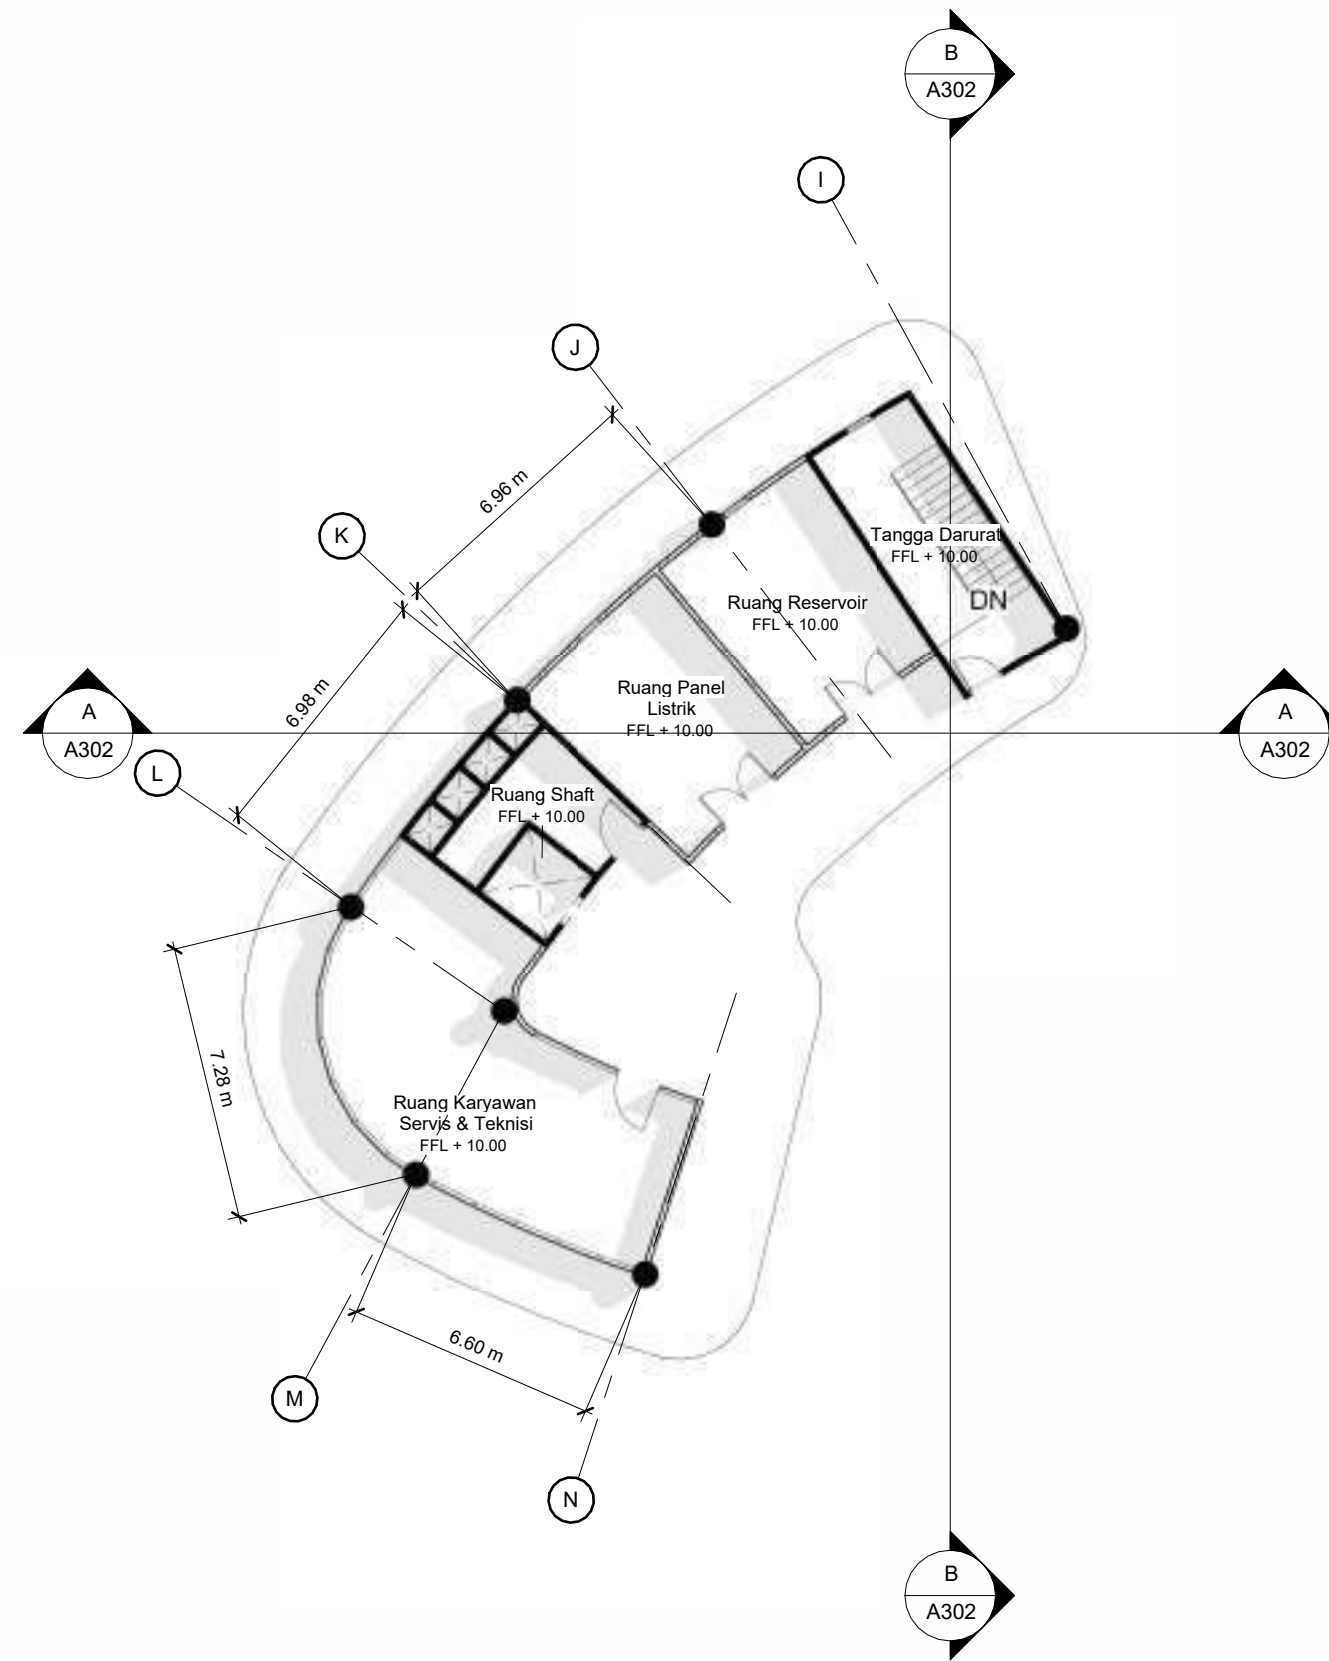 B
A302
I
J
6.96 m
K
Tangga Darurat
FFL + 10.00
DN
Ruang Reservoir
FFL + 10.00
6.98 m
Ruang Panel
Listrik
FFL + 10.00
A
A302
A
A302
L
Ruang Shaft
FFL + 10.00
7.28 m
Ruang Karyawan
Servis & Teknisi
FFL + 10.00
6.60 m
M
N
B
A302